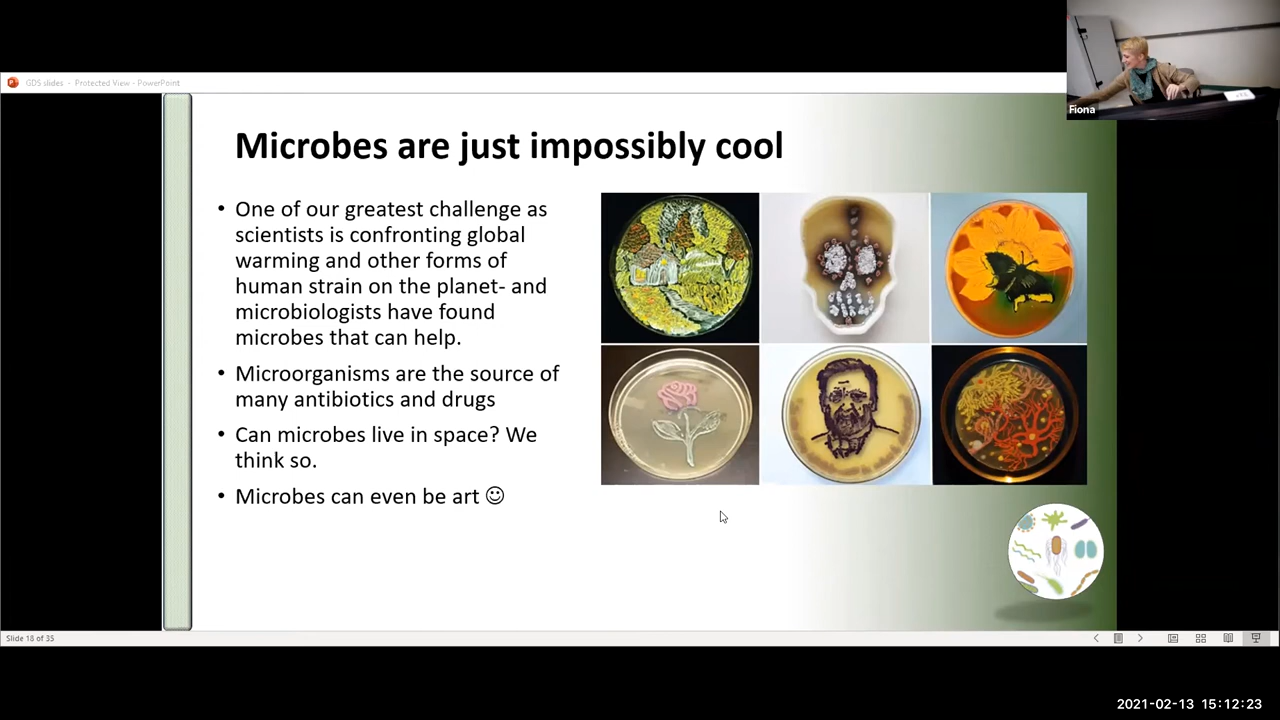 GDS slides - Protected View - PowerPoint
Fiona
Microbes are just impossibly cool
• One of our greatest challenge as
scientists is confronting global
warming and other forms of
human strain on the planet- and
microbiologists have found
microbes that can help.
• Microorganisms are the source of
many antibiotics and drugs
• Can microbes live in space? We
think so.
• Microbes can even be art ☺
Slide 18 of 35
2021-02-13 15:12:23